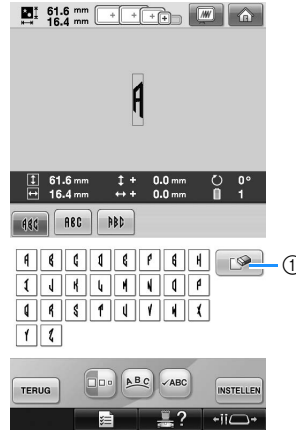 61.6 mm
16.4 mm
A
61.6 mm 0.0 mm 0°
16.4 mm + 0.0 mm 1
ABC ABC ABC
A B C D E F G H
I J K L M N O P
Q R S T U V W X
Y Z
①
TERUG ABC ✓ABC INSTELLEN
?